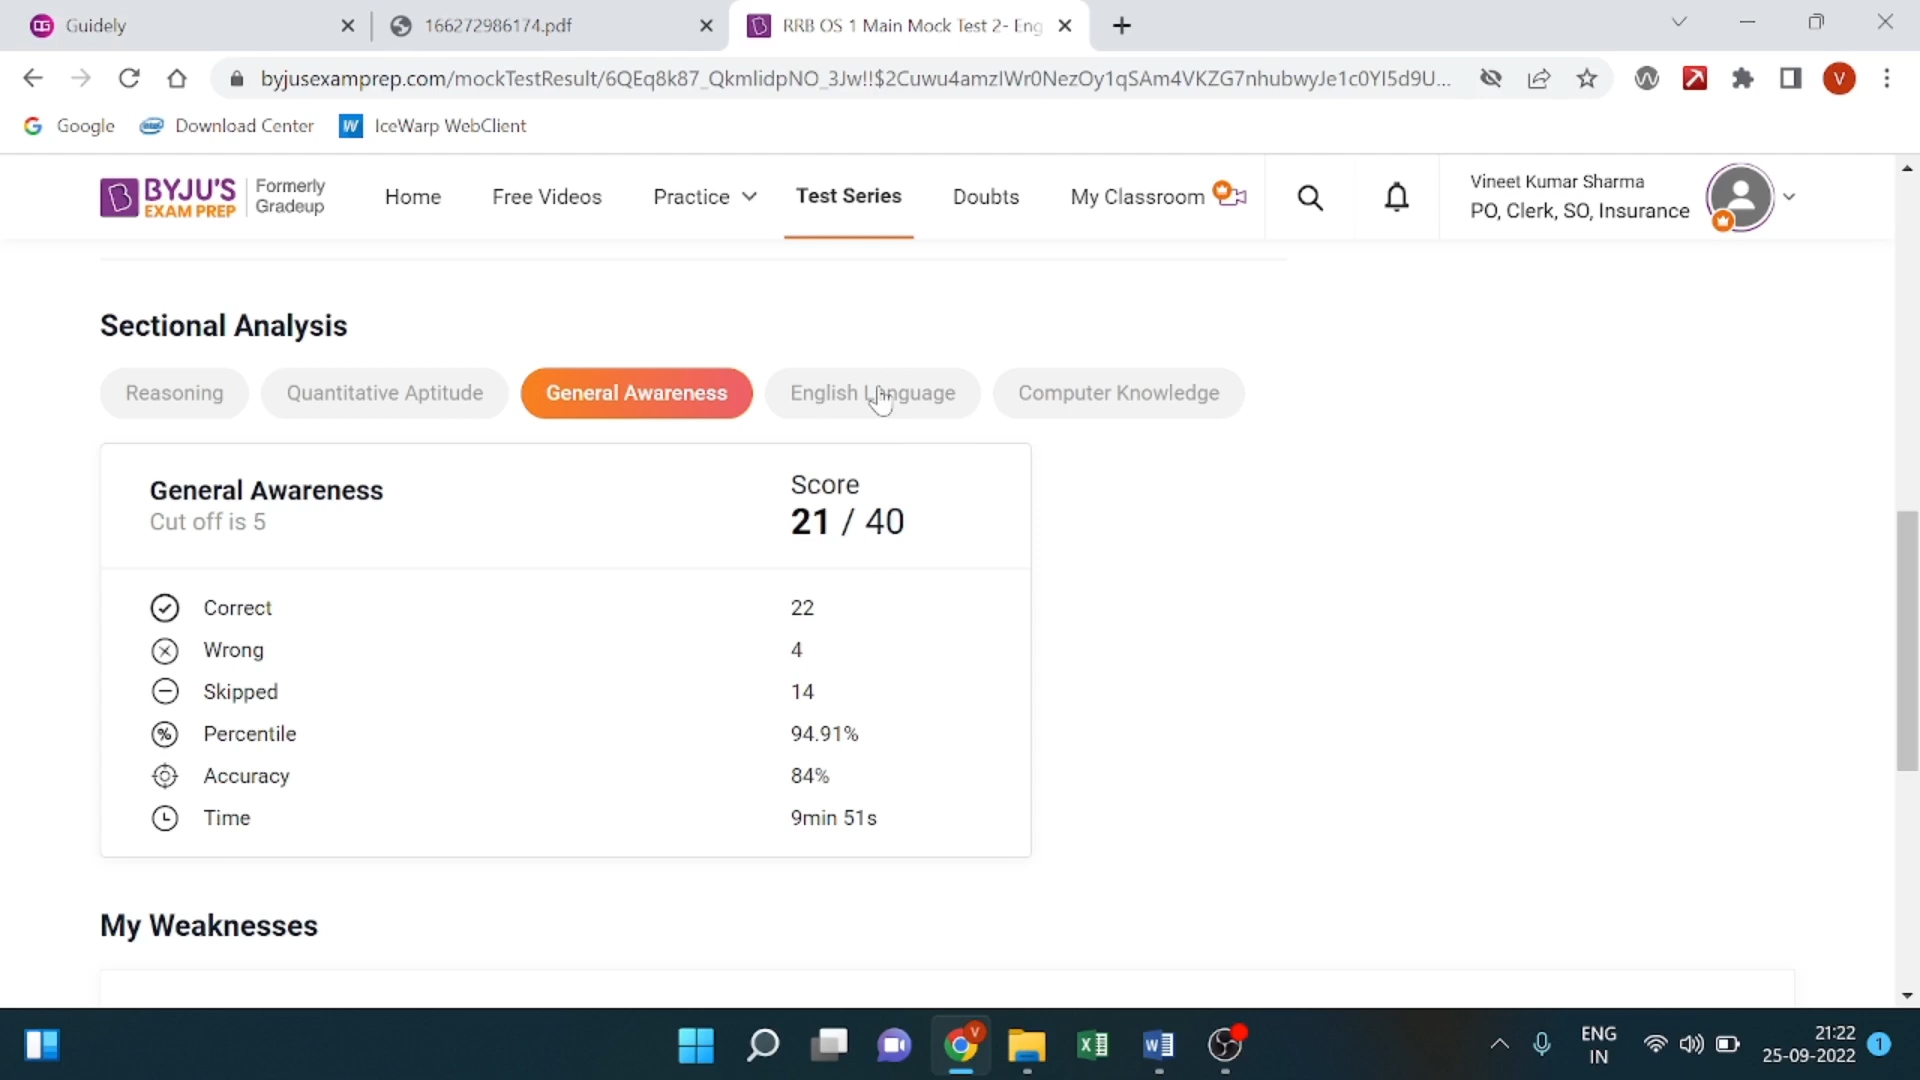 Guidely
166272986174.pdf
RRB OS 1 Main Mock Test 2- Eng
byjusexamprep.com/mockTestResult/6QEq8k87_QkmlidpNO_3Jw!!$2Cuwu4amzIWr0NezOy1qSAm4VKZG7nhubwyJe1c0YI5d9U...
V
Google
Download Center
IceWarp WebClient
BYJU'S
EXAM PREP
Formerly
Gradeup
Home
Free Videos
Practice
Test Series
Doubts
My Classroom
Vineet Kumar Sharma
PO, Clerk, SO, Insurance
Sectional Analysis
Reasoning
Quantitative Aptitude
General Awareness
English Language
Computer Knowledge
General Awareness
Cut off is 5
Score
21 / 40
Correct 22
Wrong 4
Skipped 14
Percentile 94.91%
Accuracy 84%
Time 9min 51s
My Weaknesses
ENG
IN
21:22
25-09-2022
1